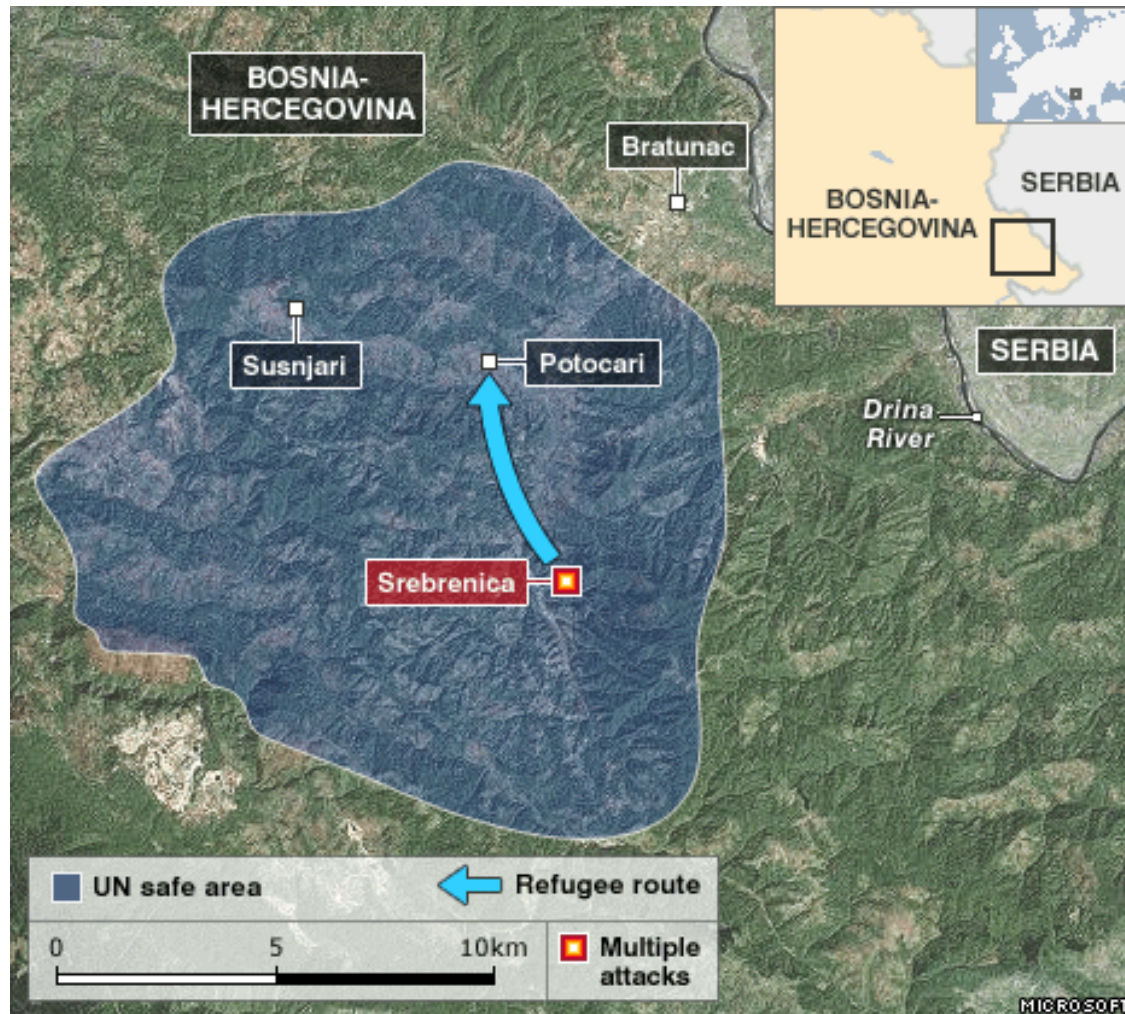 BOSNIA-
HERCEGOVINA
Bratunac
BOSNIA-
HERCEGOVINA
SERBIA
Susnjari
Potocari
SERBIA
Drina
River
Srebrenica
UN safe area
Refugee route
0 5 10km
Multiple
attacks
MICROSOFT